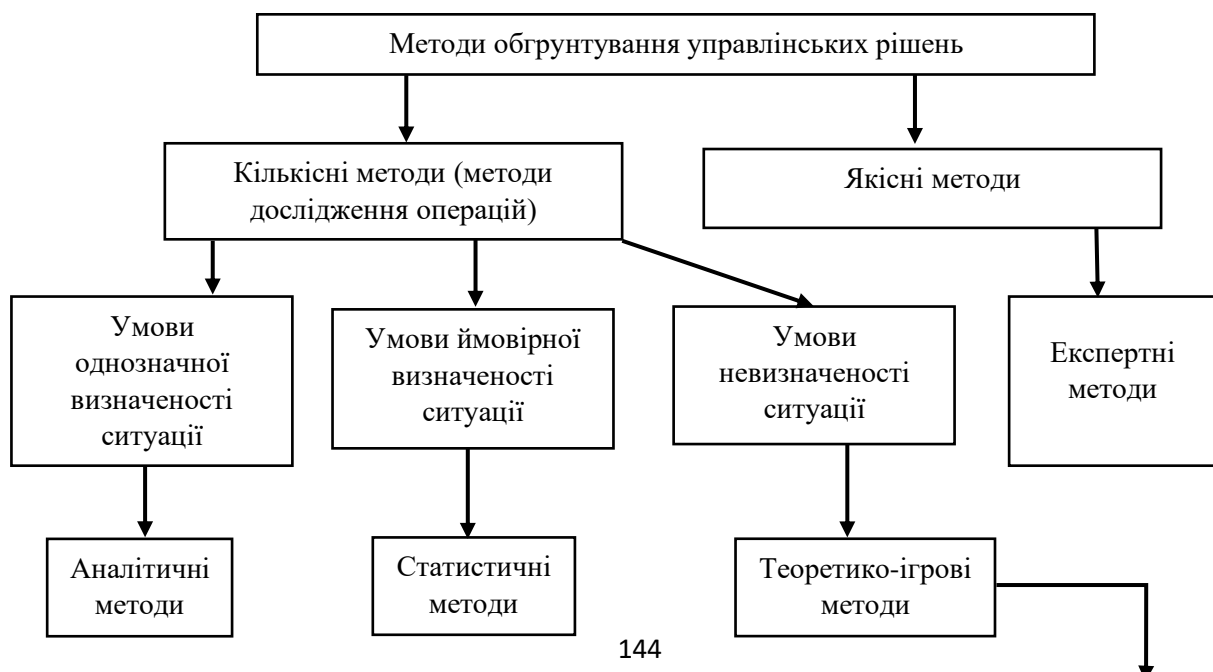 Методи обгрунтування управлінських рішень
Кількісні методи (методи
дослідження операцій)
Якісні методи
Умови
однозначної
визначеності
ситуації
Умови ймовірної
визначеності
ситуації
Умови
невизначеності
ситуації
Експертні
методи
Аналітичні
методи
Статистичні
методи
Теоретико-ігрові
методи
144